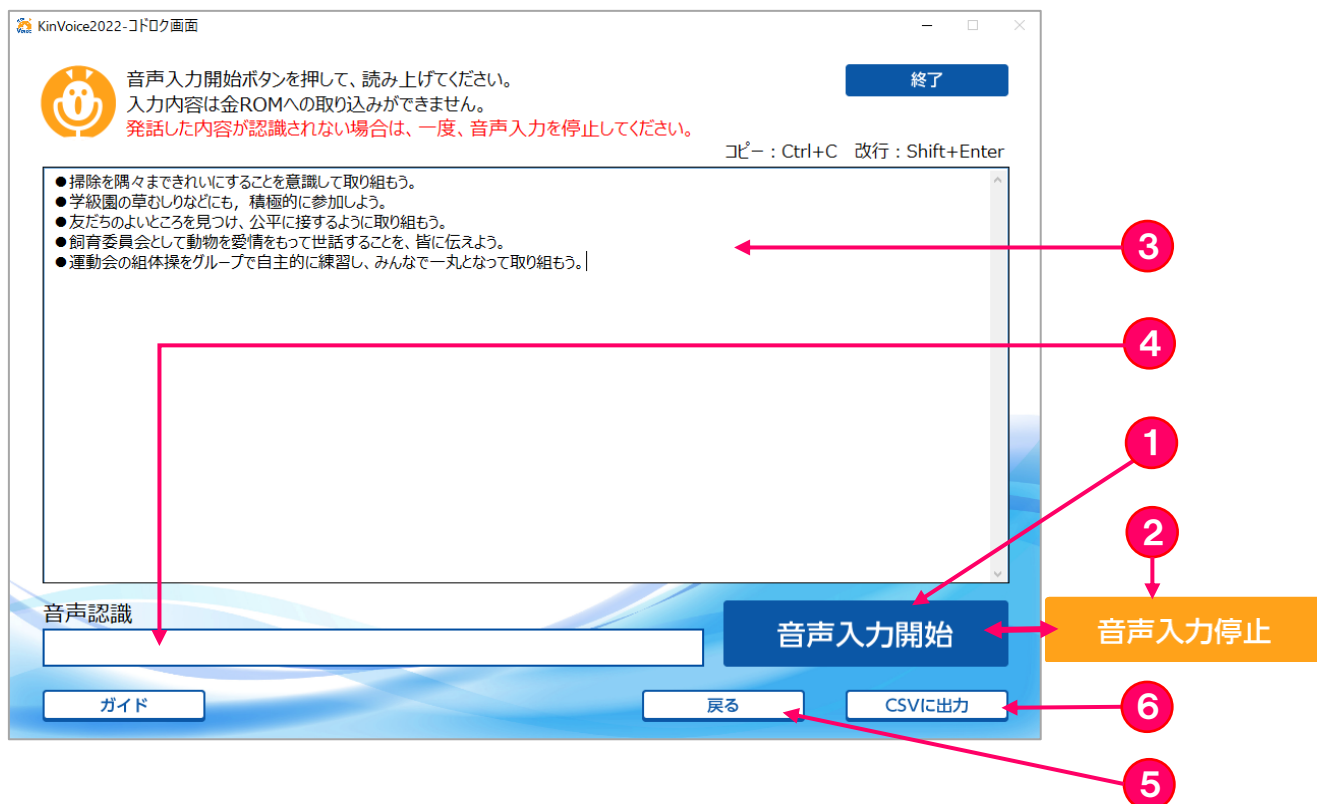 KinVoice2022-コドロク画面
音声入力開始ボタンを押して、読み上げてください。
入力内容は金ROMへの取り込みができません。
発話した内容が認識されない場合は、一度、音声入力を停止してください。
終了
コピー：Ctrl+C 改行：Shift+Enter
●掃除を隅々まできれいにすることを意識して取り組もう。
●学級園の草むしりなどにも，積極的に参加しよう。
●友だちのよいところを見つけ、公平に接するように取り組もう。
●飼育委員会として動物を愛情をもって世話することを、皆に伝えよう。
●運動会の組体操をグループで自主的に練習し、みんなで一丸となって取り組もう。
3
4
1
2
音声認識
音声入力開始
音声入力停止
ガイド
戻る
CSVに出力
6
5